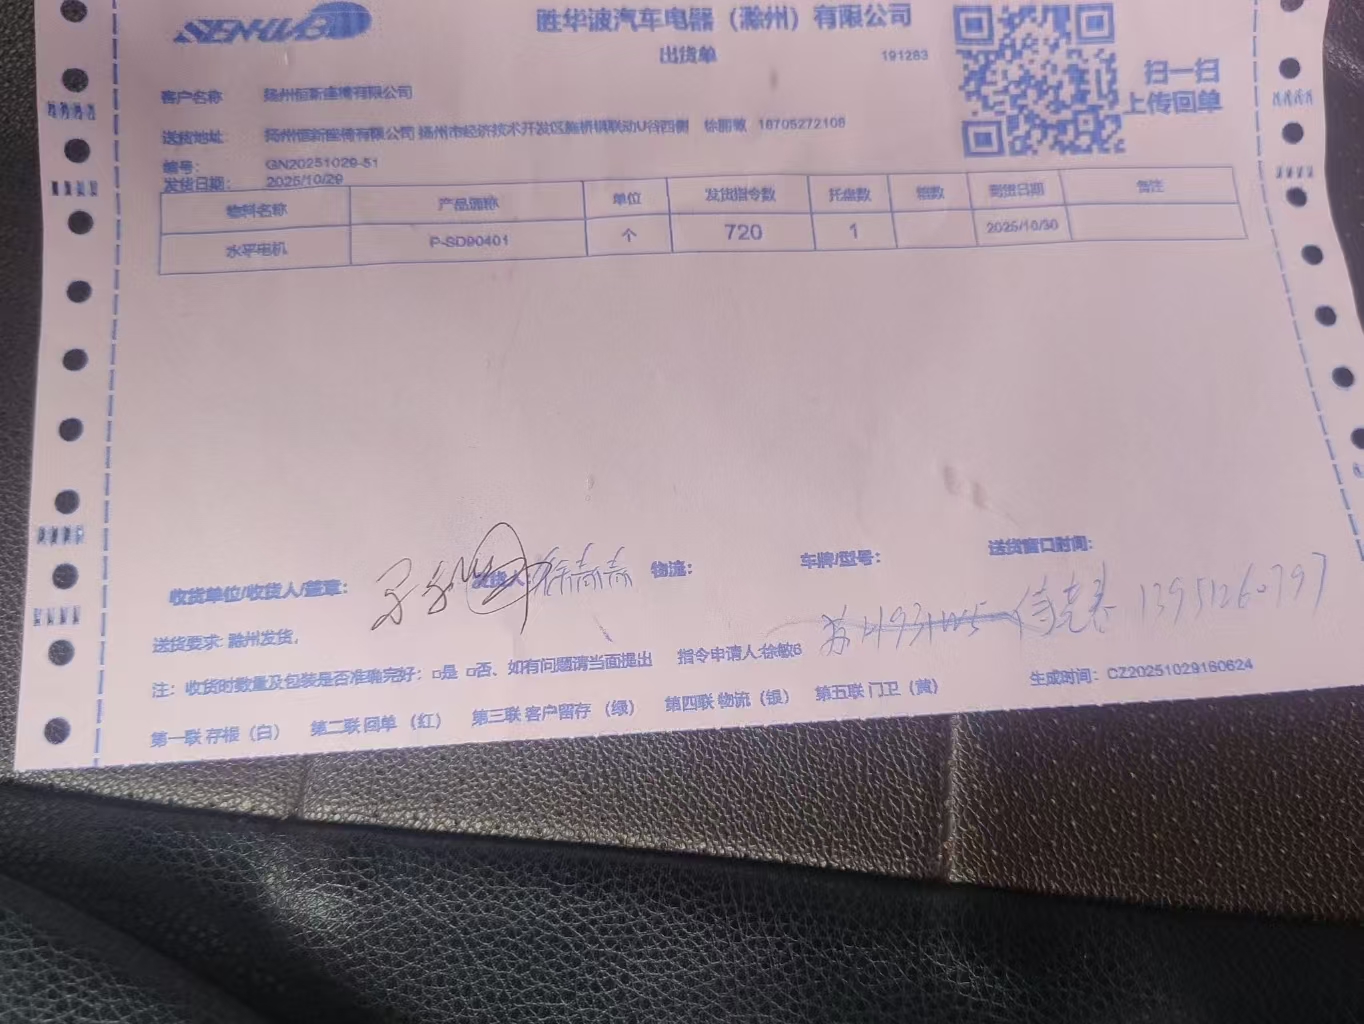 SENHWABO
胜华波汽车电器（滁州）有限公司
出货单
191283
扫一扫
上传回单
客户名称 扬州恒新座椅有限公司
送货地址 扬州恒新座椅有限公司 扬州市经济技术开发区施桥镇联动U谷西侧 徐丽敏 18705272108
编号： GN20251029-51
发货日期： 2025/10/29
物料名称 产品简称 单位 发货指令数 托盘数 箱数 到货日期 备注
水平电机 P-SD90401 个 720 1 2025/10/30
收货单位/收货人/盖章： 发货人： 物流： 车牌/型号： 送货窗口时间：
13951260797
送货要求: 滁州发货,
注：收货时数量及包装是否准确完好：□是 □否、如有问题请当面提出 指令申请人:徐敏6
生成时间：CZ20251029160624
第一联 存根（白） 第二联 回单（红） 第三联 客户留存（绿） 第四联 物流（银） 第五联 门卫（黄）